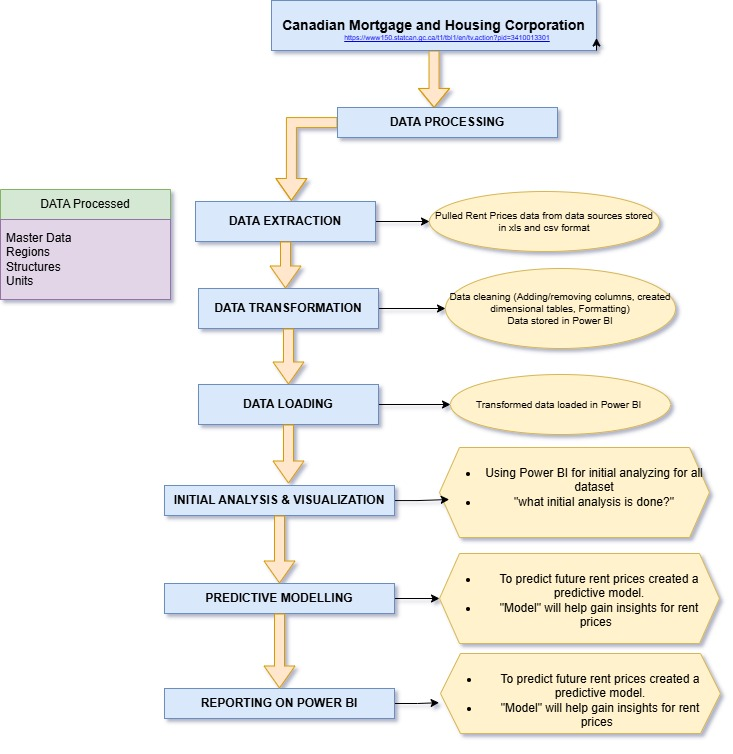 Canadian Mortgage and Housing Corporation
https://www150.statcan.gc.ca/t1/tbl1/en/tv.action?pid=3410013301
DATA PROCESSING
DATA Processed
Master Data
Regions
Structures
Units
DATA EXTRACTION
Pulled Rent Prices data from data sources stored
in xls and csv format
DATA TRANSFORMATION
Data cleaning (Adding/removing columns, created
dimensional tables, Formatting)
Data stored in Power BI
DATA LOADING
Transformed data loaded in Power BI
INITIAL ANALYSIS & VISUALIZATION
• Using Power BI for initial analyzing for all
dataset
• "what initial analysis is done?"
PREDICTIVE MODELLING
• To predict future rent prices created a
predictive model.
• "Model" will help gain insights for rent
prices
REPORTING ON POWER BI
• To predict future rent prices created a
predictive model.
• "Model" will help gain insights for rent
prices